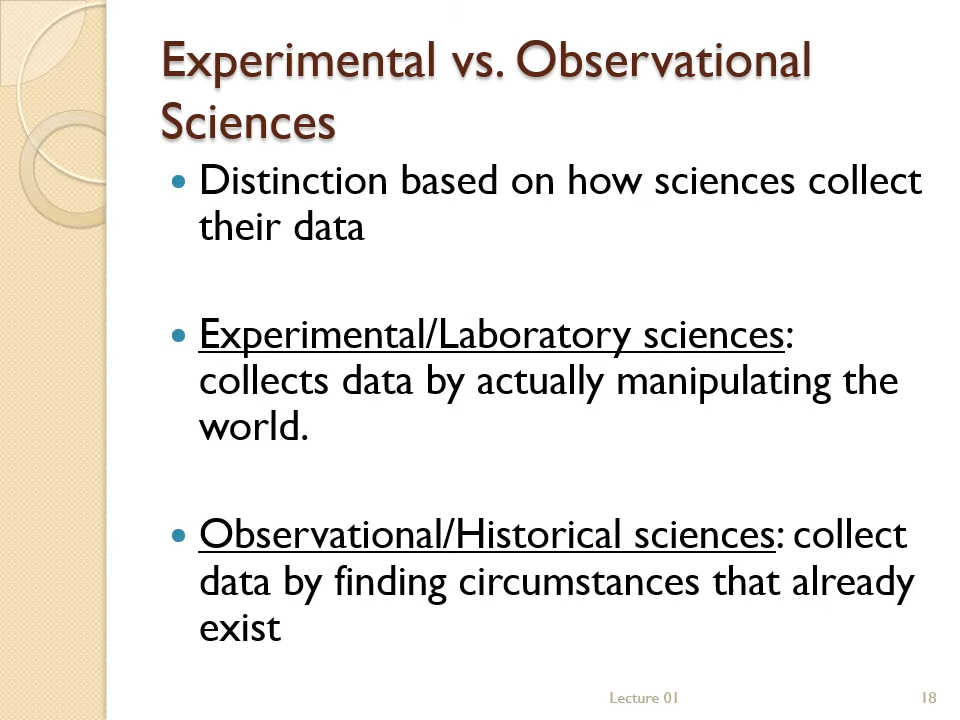 Experimental vs. Observational
Sciences
• Distinction based on how sciences collect
their data
• Experimental/Laboratory sciences:
collects data by actually manipulating the
world.
• Observational/Historical sciences: collect
data by finding circumstances that already
exist
Lecture 01 18